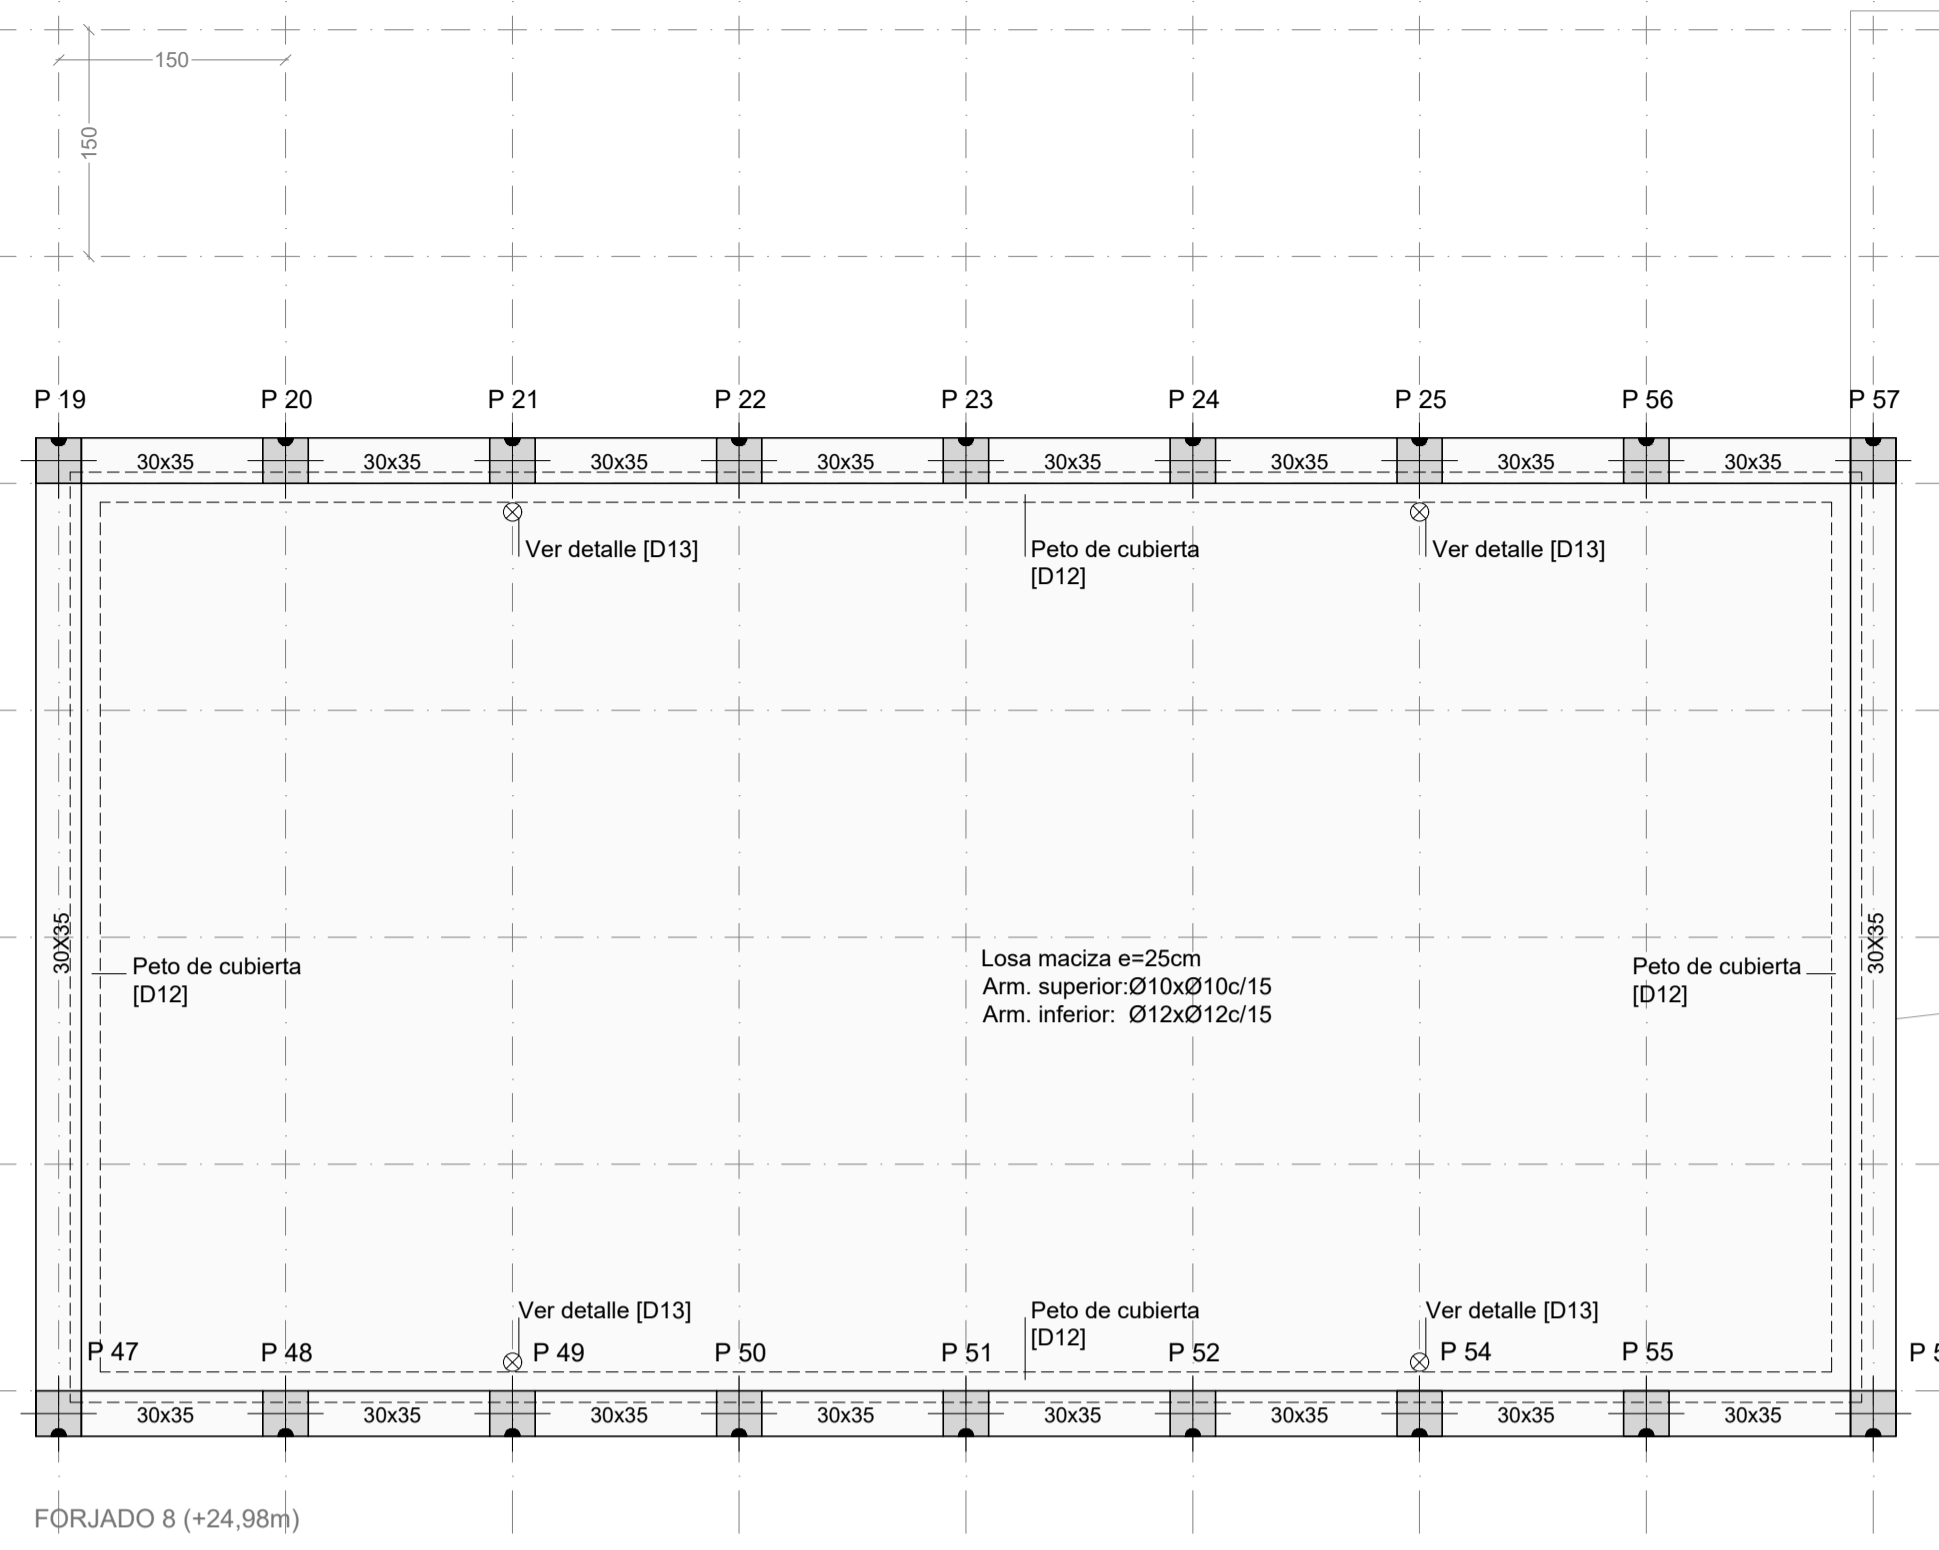 150
150
P 19
P 20
P 21
P 22
P 23
P 24
P 25
P 56
P 57
30x35
30x35
30x35
30x35
30x35
30x35
30x35
30x35
Ver detalle [D13]
Peto de cubierta
[D12]
Ver detalle [D13]
30X35
Peto de cubierta
[D12]
Losa maciza e=25cm
Arm. superior:Ø10xØ10c/15
Arm. inferior: Ø12xØ12c/15
Peto de cubierta
[D12]
30X35
Ver detalle [D13]
Peto de cubierta
[D12]
Ver detalle [D13]
P 47
P 48
P 49
P 50
P 51
P 52
P 54
P 55
30x35
30x35
30x35
30x35
30x35
30x35
30x35
30x35
FORJADO 8 (+24,98m)